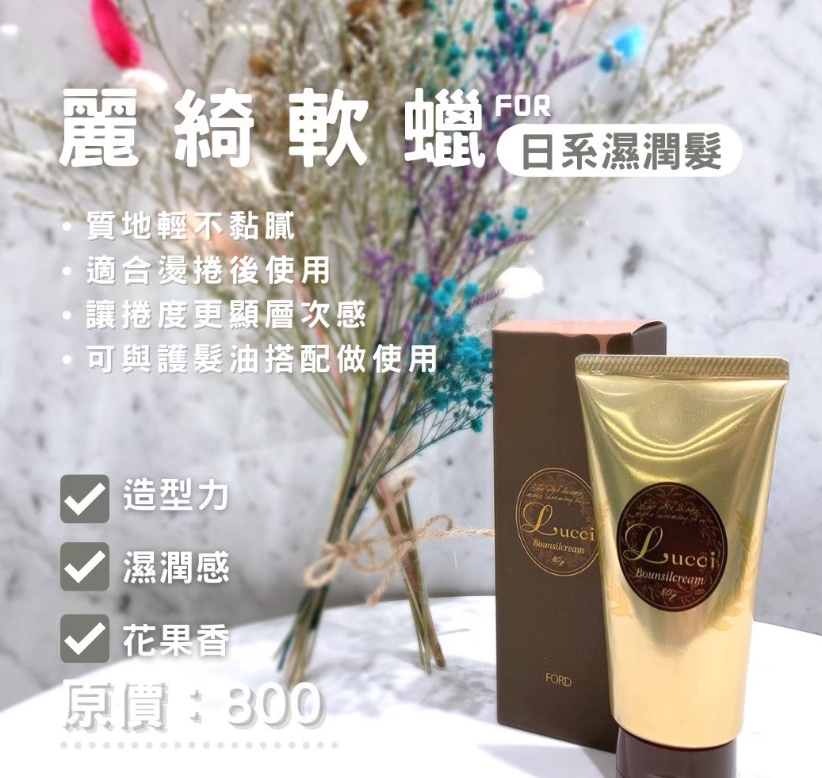 麗綺軟蠟 FOR
日系濕潤髮
• 質地輕不黏膩
• 適合燙捲後使用
• 讓捲度更顯層次感
• 可與護髮油搭配做使用
造型力
濕潤感
花果香
原價：800
Lucci
Bounsilcream
80g
FORD
Lucci
Bounsilcream
80g